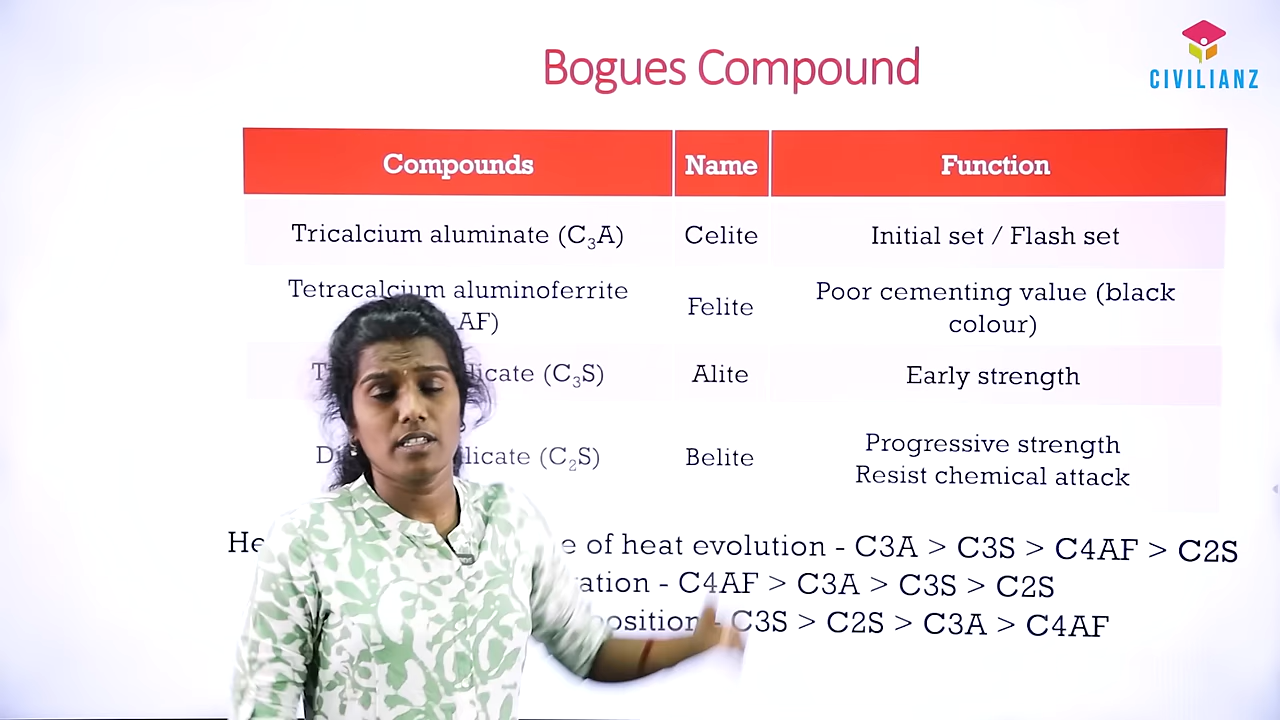 Bogues Compound
CIVILIANZ
Compounds Name Function
Tricalcium aluminate (C₃A) Celite Initial set / Flash set
Tetracalcium aluminoferrite
AF)
Felite
Poor cementing value (black
colour)
licate (C₃S) Alite Early strength
licate (C₂S) Belite
Progressive strength
Resist chemical attack
of heat evolution - C3A > C3S > C4AF > C2S
- C4AF > C3A > C3S > C2S
- C3S > C2S > C3A > C4AF